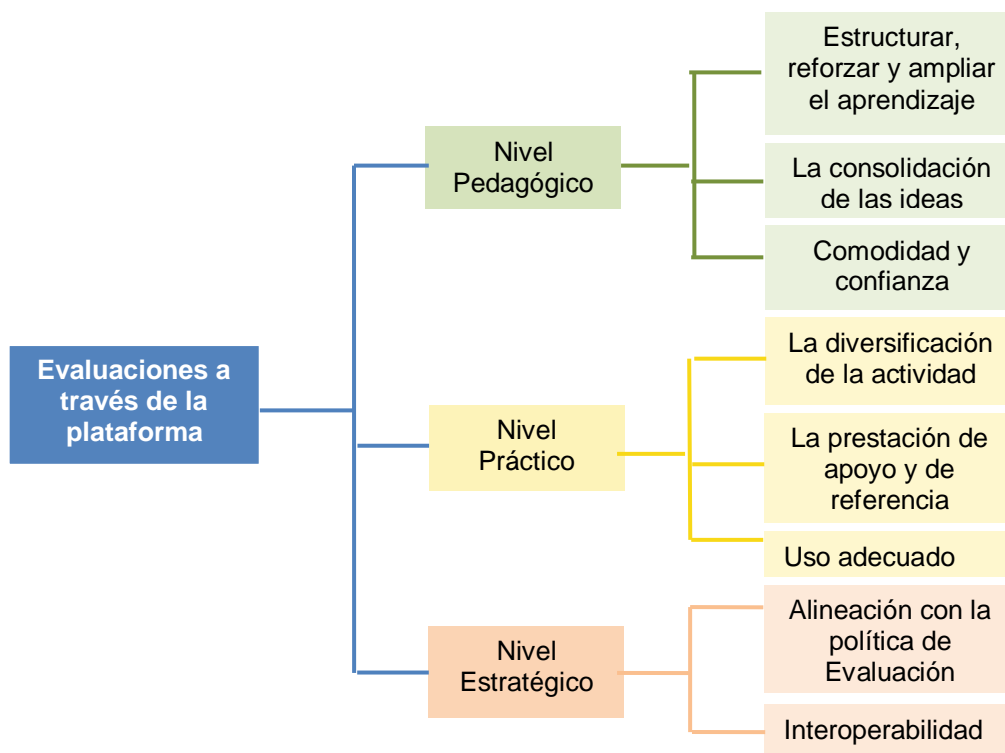 Evaluaciones a
través de la
plataforma
Nivel
Pedagógico
Estructurar,
reforzar y ampliar
el aprendizaje
La consolidación
de las ideas
Comodidad y
confianza
Nivel
Práctico
La diversificación
de la actividad
La prestación de
apoyo y de
referencia
Uso adecuado
Nivel
Estratégico
Alineación con la
política de
Evaluación
Interoperabilidad